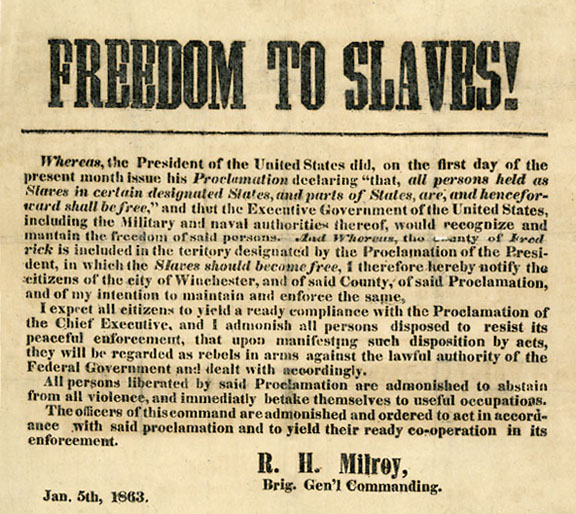 FREEDOM TO SLAVES!
Whereas, the President of the United States did, on the first day of the
present month issue his Proclamation declaring "that, all persons held as
Slaves in certain designated States, and parts of States, are, and hencefor-
ward shall be free," and thut the Executive Government of the United States,
including the Military and naval authorities thereof, would recognize and
mantain the freedom of said persons. And Whereas, the County of Fred
rick is included in the teritory designated by the Proclamation of the Presi-
dent, in which the Slaves should become free, I therefore hereby notify the
citizens of the city of Winchester, and of said County, of said Proclamation,
and of my intention to maintain and enforce the same.
I expect all citizens to yield a ready compliance with the Proclamation of
the Chief Executive, and I admonish all persons disposed to resist its
peaceful enforcement, that upon manifesting such disposition by acts,
they will be regarded as rebels in arms against the lawful authority of the
Federal Government and dealt with accordingly.
All persons liberated by said Proclamation are admonished to abstain
from all violence, and immediatly betake themselves to useful occupations.
The officers of this command are admonished and ordered to act in accord-
ance with said proclamation and to yield their ready co-operation in its
enforcement.
R. H. Milroy,
Brig. Gen'l Commanding.
Jan. 5th, 1863.